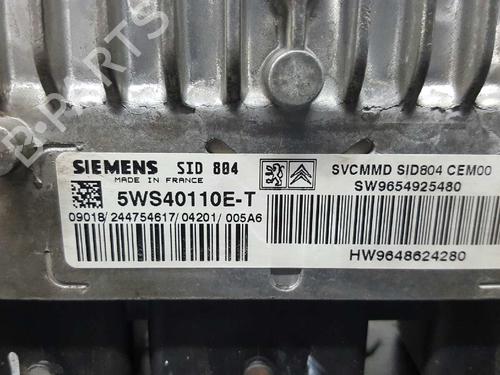 B-PARTS
SIEMENS SID 804
MADE IN FRANCE
5WS40110E-T
09018/244754617/04201/005A6
SVCMMD SID804 CEM00
SW9654925480
HW9648624280